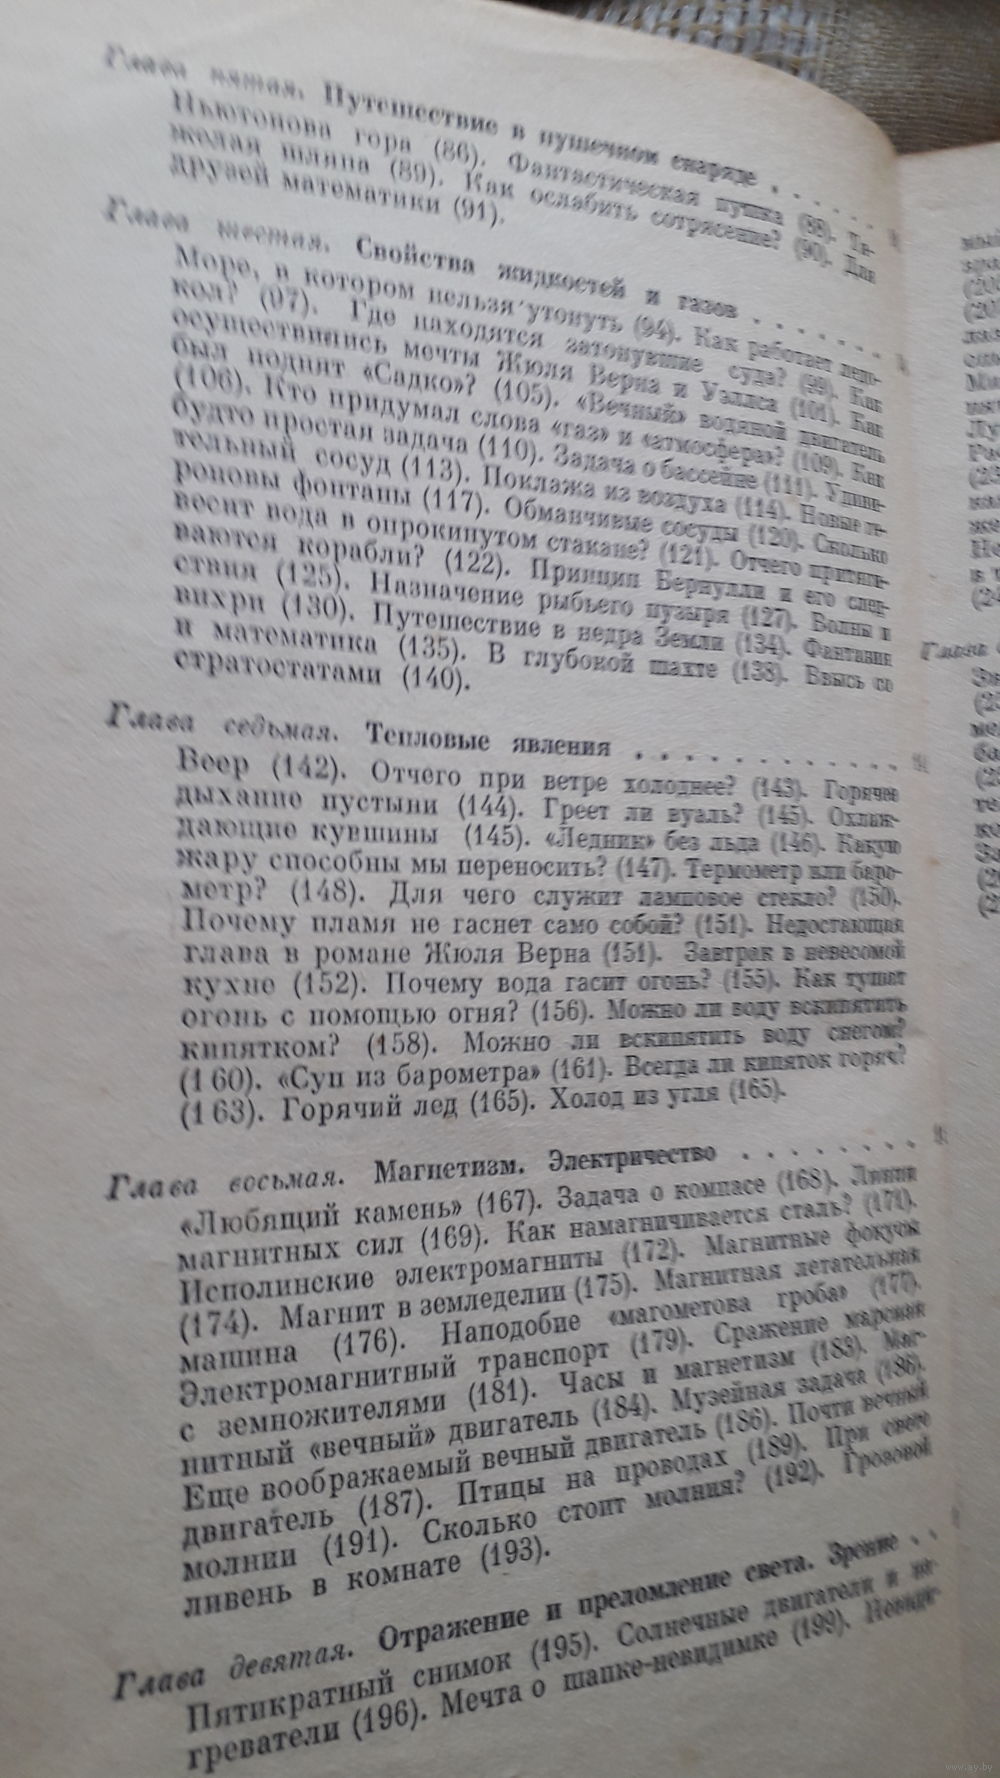 Глава пятая. Путешествие в пушечном снаряде . . . . .
Ньютонова гора (86). Фантастическая пушка (88). Тя-
желая шляпа (89). Как ослабить сотрясение? (90). Для
друзей математики (91).
Глава шестая. Свойства жидкостей и газов . . . . . . .
Море, в котором нельзя утонуть (94). Как работает ледо-
кол? (97). Где находятся затонувшие суда? (99). Как
осуществились мечты Жюля Верна и Уэллса (101). Как
был поднят «Садко»? (105). «Вечный» водяной двигатель
(106). Кто придумал слова «газ» и «атмосфера»? (109). Как
будто простая задача (110). Задача о бассейне (111). Удиви-
тельный сосуд (113). Поклажа из воздуха (114). Новые ге-
роновы фонтаны (117). Обманчивые сосуды (120). Сколько
весит вода в опрокинутом стакане? (121). Отчего притяги-
ваются корабли? (122). Принцип Бернулли и его след-
ствия (125). Назначение рыбьего пузыря (127). Волны и
вихри (130). Путешествие в недра Земли (134). Фантазия
и математика (135). В глубокой шахте (138). Ввысь со
стратостатами (140).
Глава седьмая. Тепловые явления . . . . . . . . . . .
Веер (142). Отчего при ветре холоднее? (143). Горячее
дыхание пустыни (144). Греет ли вуаль? (145). Охлаж-
дающие кувшины (145). «Ледник» без льда (146). Какую
жару способны мы переносить? (147). Термометр или баро-
метр? (148). Для чего служит ламповое стекло? (150).
Почему пламя не гаснет само собой? (151). Недостающая
глава в романе Жюля Верна (151). Завтрак в невесомой
кухне (152). Почему вода гасит огонь? (155). Как тушат
огонь с помощью огня? (156). Можно ли воду вскипятить
кипятком? (158). Можно ли вскипятить воду снегом?
(160). «Суп из барометра» (161). Всегда ли кипяток горяч?
(163). Горячий лед (165). Холод из угля (165).
Глава восьмая. Магнетизм. Электричество . . . . . . . .
«Любящий камень» (167). Задача о компасе (168). Линии
магнитных сил (169). Как намагничивается сталь? (171).
Исполинские электромагниты (172). Магнитные фокусы
(174). Магнит в земледелии (175). Магнитная летательная
машина (176). Наподобие «магометова гроба» (177).
Электромагнитный транспорт (179). Сражение марсиан
с земножителями (181). Часы и магнетизм (183). Маг-
нитный «вечный» двигатель (184). Музейная задача (186).
Еще воображаемый вечный двигатель (186). Почти вечный
двигатель (187). Птицы на проводах (189). При свете
молнии (191). Сколько стоит молния? (192). Грозовой
ливень в комнате (193).
Глава девятая. Отражение и преломление света. Зрение . .
Пятикратный снимок (195). Солнечные двигатели и на-
греватели (196). Мечта о шапке-невидимке (199). Невиди-
Глава
www.ay.by